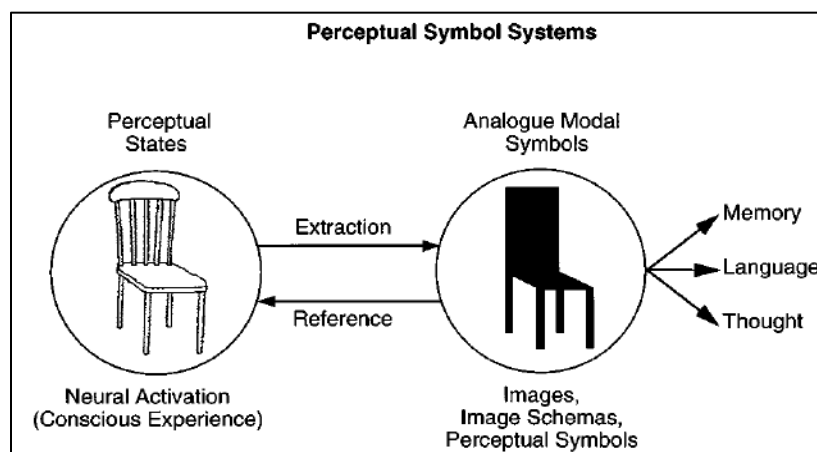 Perceptual Symbol Systems
Perceptual
States
Analogue Modal
Symbols
Extraction
Reference
Memory
Language
Thought
Neural Activation
(Conscious Experience)
Images,
Image Schemas,
Perceptual Symbols